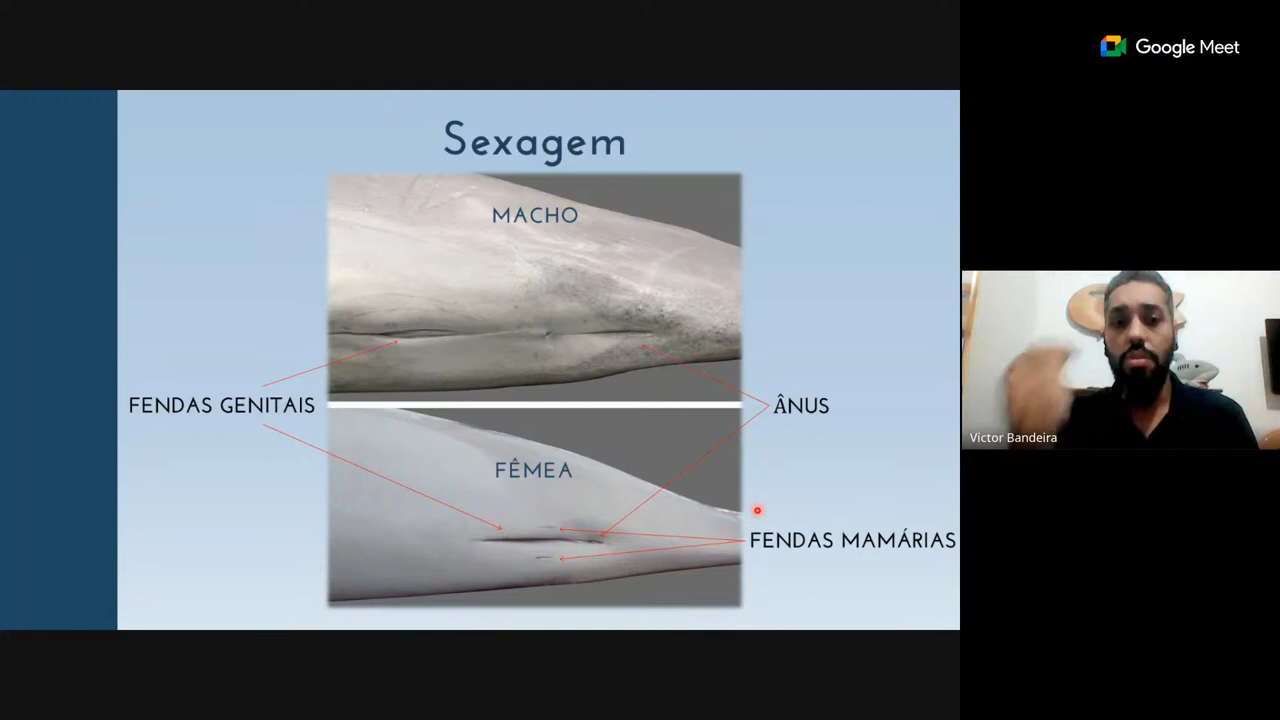 Google Meet
Sexagem
MACHO
FENDAS GENITAIS
ÂNUS
FÊMEA
FENDAS MAMÁRIAS
Victor Bandeira